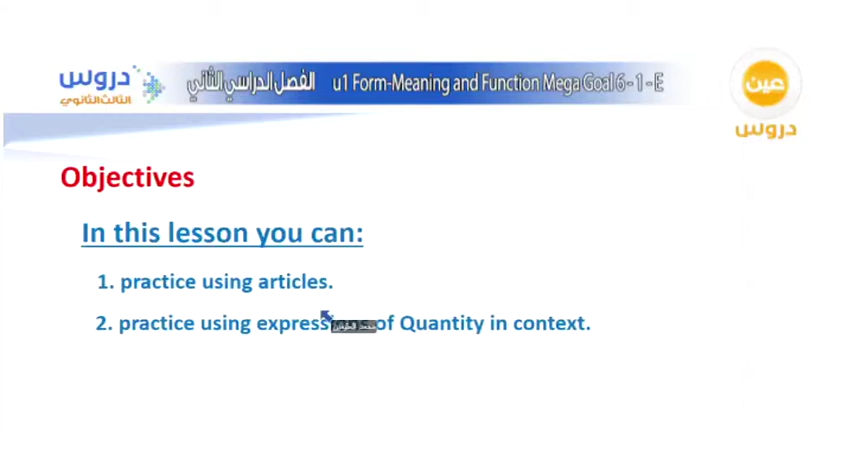 دروس
الثالث الثانوي
الفصل الدراسي الثاني u1 Form-Meaning and Function Mega Goal 6 - 1 - E
عين
دروس
Objectives
In this lesson you can:
1. practice using articles.
2. practice using expressions of Quantity in context.